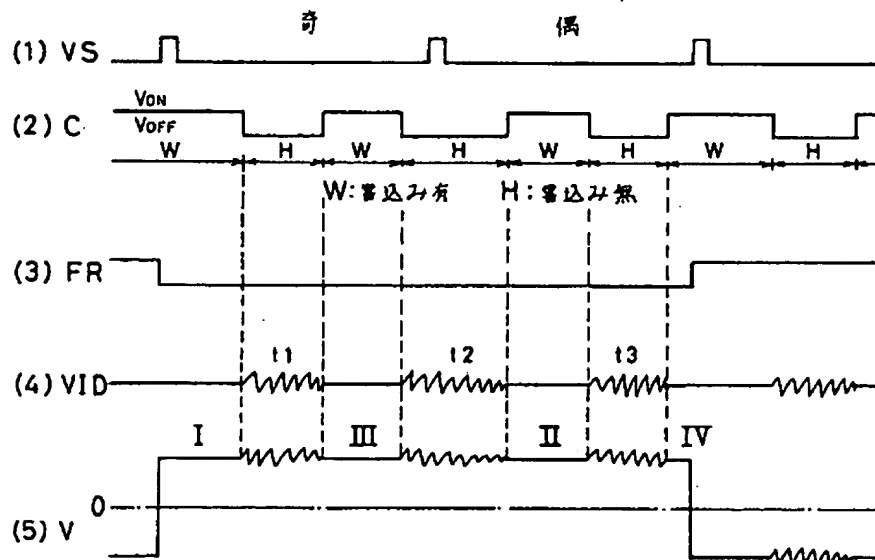 奇 偶
(1) VS
VON
(2) C VOFF
W H W H W H W H
W:書込み有 H:書込み無
(3) FR
t1 t2 t3
(4) VID
I III II IV
0
(5) V